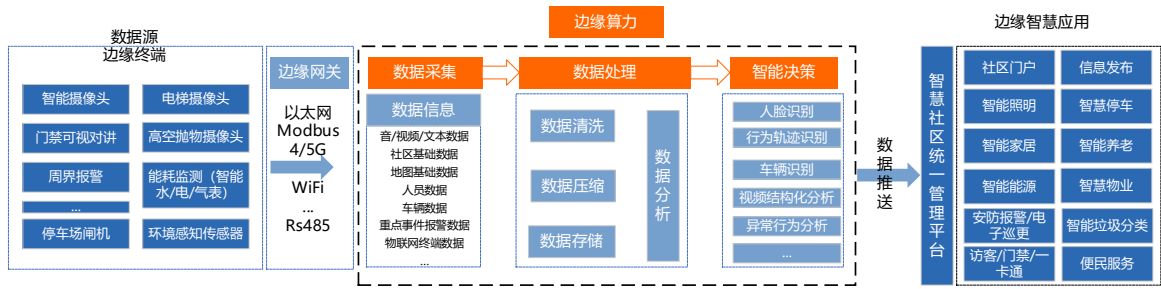 数据源
边缘终端
智能摄像头
电梯摄像头
门禁可视对讲
高空抛物摄像头
周界报警
能耗监测（智能
水/电/气表）
...
停车场闸机
环境感知传感器
边缘网关
以太网
Modbus
4/5G
WiFi
...
Rs485
边缘算力
数据采集
数据处理
智能决策
数据信息
音/视频/文本数据
社区基础数据
地图基础数据
人员数据
车辆数据
重点事件报警数据
物联网终端数据
...
数据清洗
数据压缩
数据存储
数据分析
人脸识别
行为轨迹识别
车辆识别
视频结构化分析
异常行为分析
...
数据推送
边缘智慧应用
智慧社区统一管理平台
社区门户
信息发布
智能照明
智慧停车
智能家居
智能养老
智能能源
智慧物业
安防报警/电
子巡更
智能垃圾分类
访客/门禁/一
卡通
便民服务